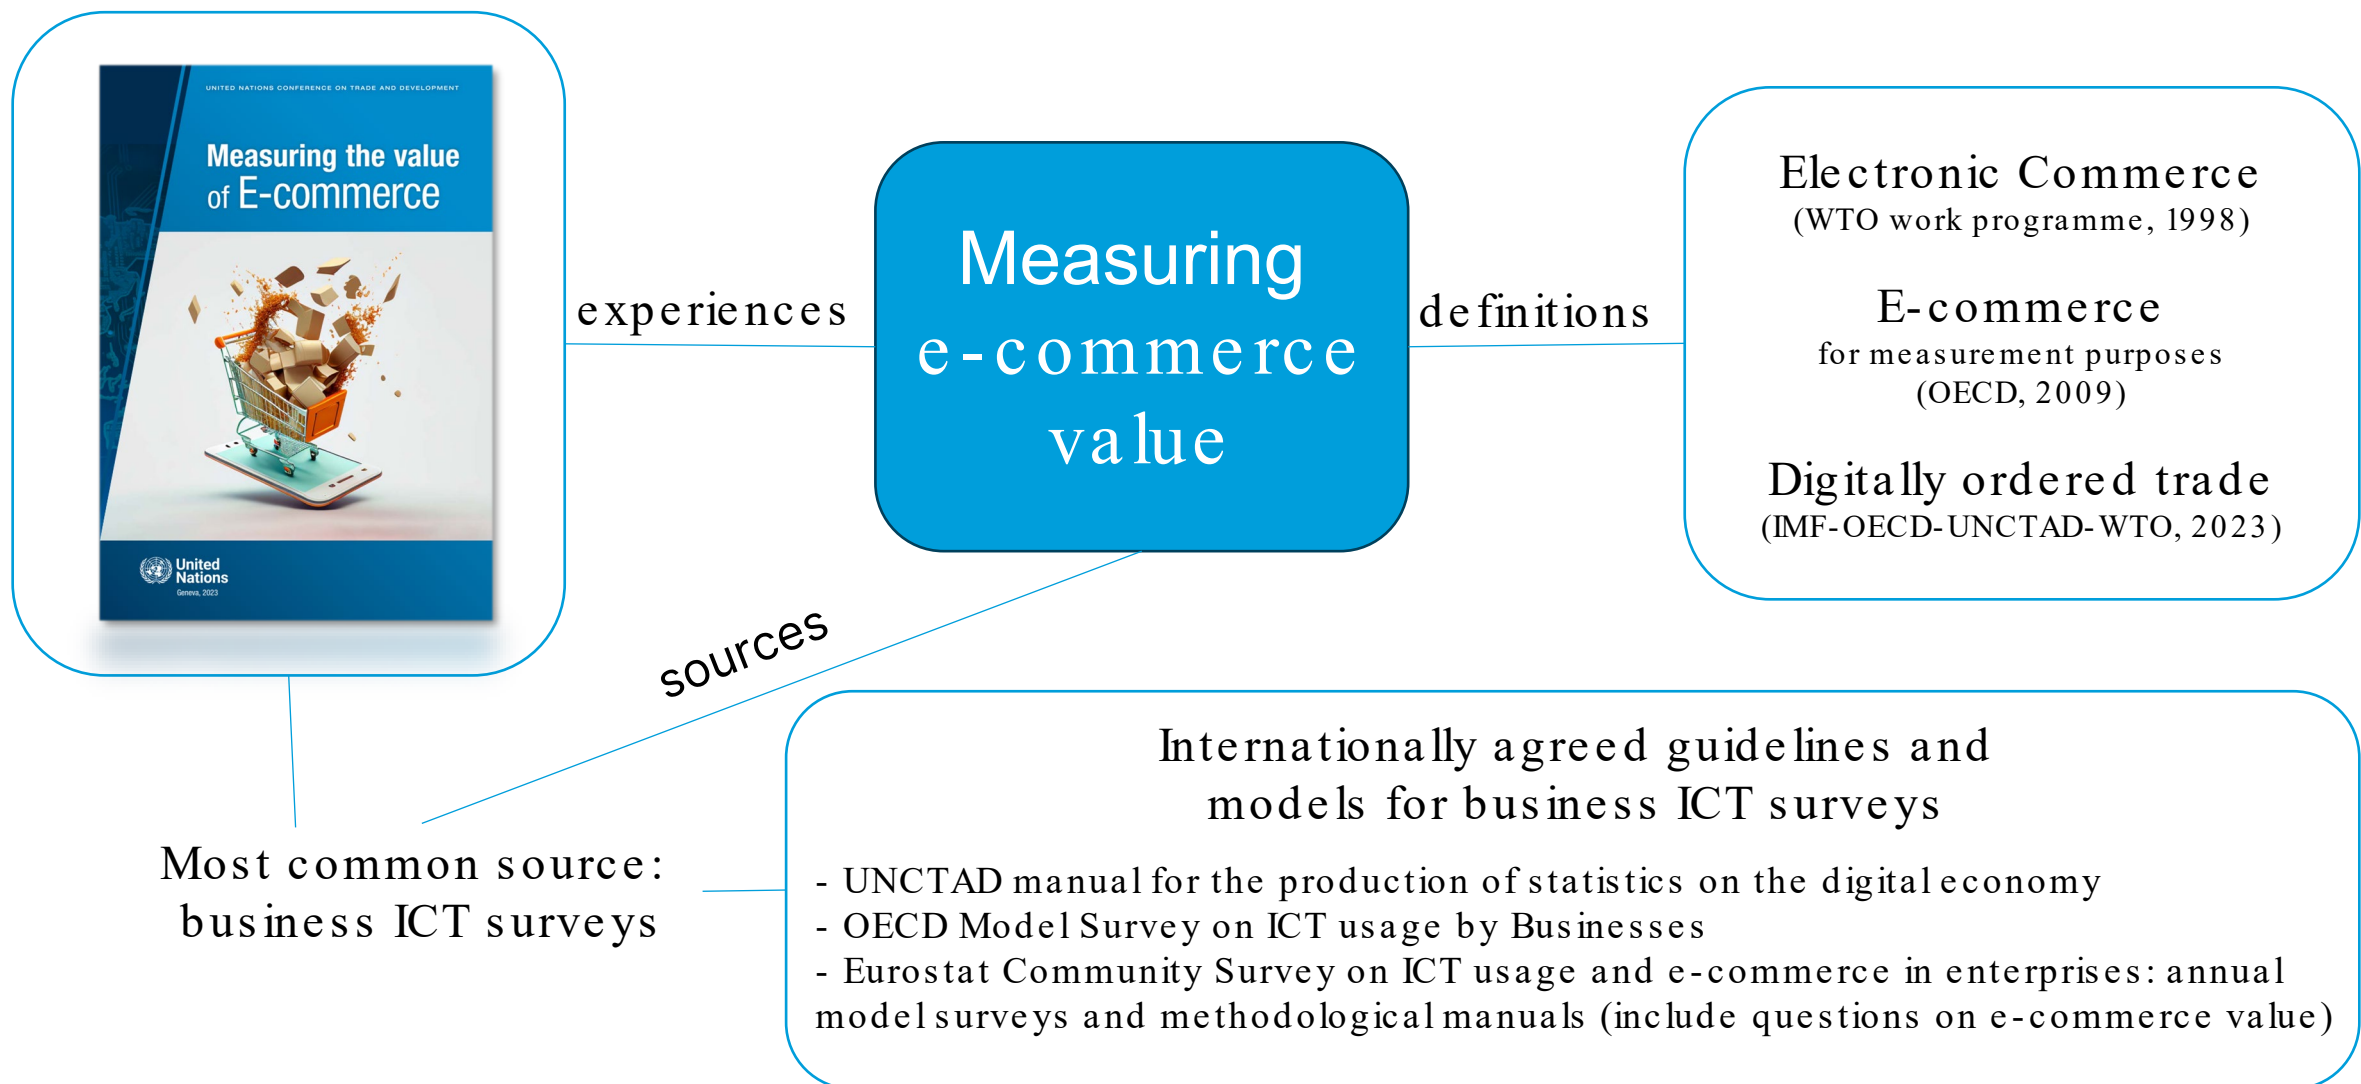 UNITED NATIONS CONFERENCE ON TRADE AND DEVELOPMENT
Measuring the value
of E-commerce
United
Nations
Geneva, 2023
experiences
Measuring
e-commerce
value
definitions
Electronic Commerce
(WTO work programme, 1998)
E-commerce
for measurement purposes
(OECD, 2009)
Digitally ordered trade
(IMF-OECD-UNCTAD-WTO, 2023)
sources
Most common source:
business ICT surveys
Internationally agreed guidelines and
models for business ICT surveys
- UNCTAD manual for the production of statistics on the digital economy
- OECD Model Survey on ICT usage by Businesses
- Eurostat Community Survey on ICT usage and e-commerce in enterprises: annual
model surveys and methodological manuals (include questions on e-commerce value)